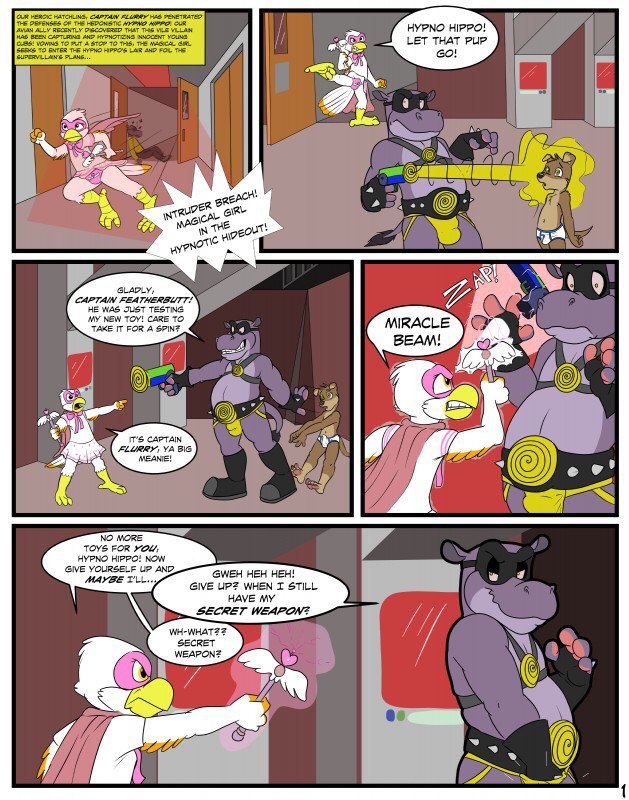 OUR HEROIC HATCHLING, CAPTAIN FLURRY HAS PENETRATED
THE DEFENSES OF THE HEDONISTIC HYPNO HIPPO! OUR
AVIAN ALLY RECENTLY DISCOVERED THAT THIS VILE VILLAIN
HAS BEEN CAPTURING AND HYPNOTIZING INNOCENT YOUNG
CUBS! VOWING TO PUT A STOP TO THIS, THE MAGICAL GIRL
SEEKS TO ENTER THE HYPNO HIPPO'S LAIR AND FOIL THE
SUPERVILLAIN'S PLANS...
INTRUDER BREACH!
MAGICAL GIRL
IN THE
HYPNOTIC HIDEOUT!
HYPNO HIPPO!
LET THAT PUP
GO!
GLADLY,
CAPTAIN FEATHERBUTT!
HE WAS JUST TESTING
MY NEW TOY! CARE TO
TAKE IT FOR A SPIN?
IT'S CAPTAIN
FLURRY, YA BIG
MEANIE!
ZAP!
MIRACLE
BEAM!
NO MORE
TOYS FOR YOU,
HYPNO HIPPO! NOW
GIVE YOURSELF UP AND
MAYBE I'LL...
GWEH HEH HEH!
GIVE UP? WHEN I STILL
HAVE MY
SECRET WEAPON?
WH-WHAT??
SECRET
WEAPON?
1